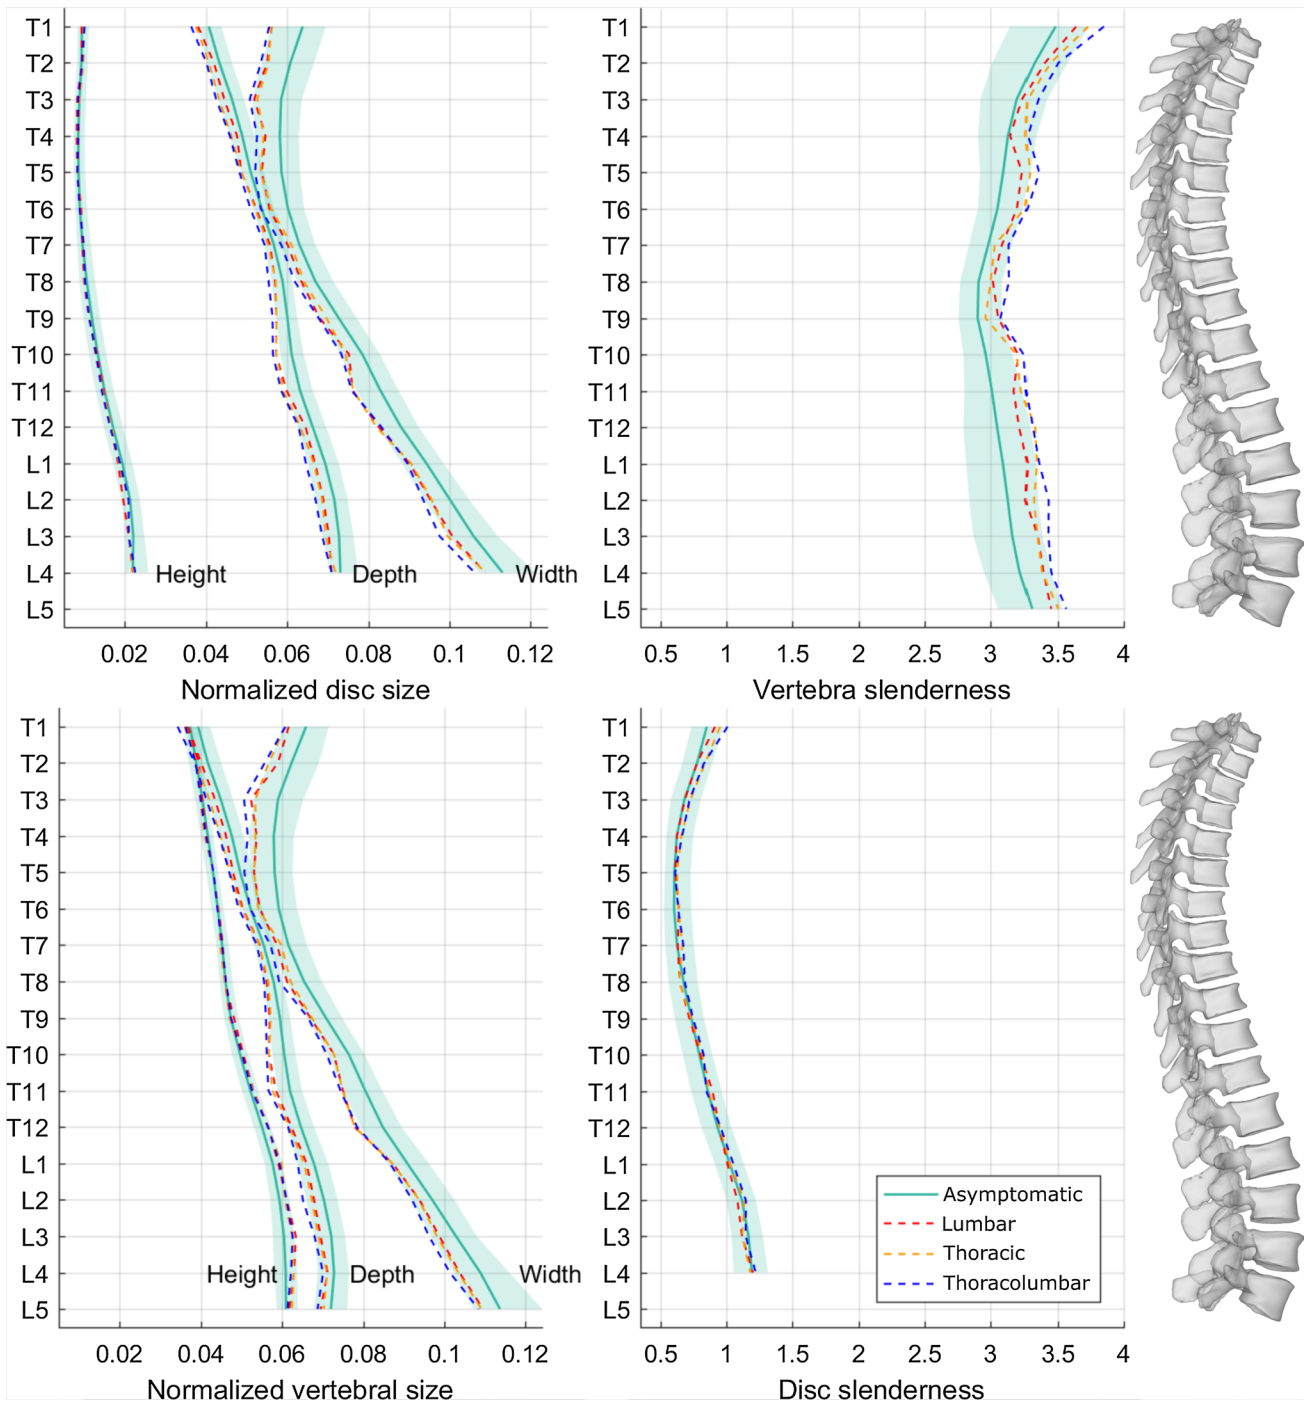 T1
T2
T3
T4
T5
T6
T7
T8
T9
T10
T11
T12
L1
L2
L3
L4
L5
Height
Depth
Width
0.02
0.04
0.06
0.08
0.1
0.12
Normalized disc size
T1
T2
T3
T4
T5
T6
T7
T8
T9
T10
T11
T12
L1
L2
L3
L4
L5
0.5
1
1.5
2
2.5
3
3.5
4
Vertebra slenderness
T1
T2
T3
T4
T5
T6
T7
T8
T9
T10
T11
T12
L1
L2
L3
L4
L5
Height
Depth
Width
0.02
0.04
0.06
0.08
0.1
0.12
Normalized vertebral size
T1
T2
T3
T4
T5
T6
T7
T8
T9
T10
T11
T12
L1
L2
L3
L4
L5
Asymptomatic
Lumbar
Thoracic
Thoracolumbar
0.5
1
1.5
2
2.5
3
3.5
4
Disc slenderness